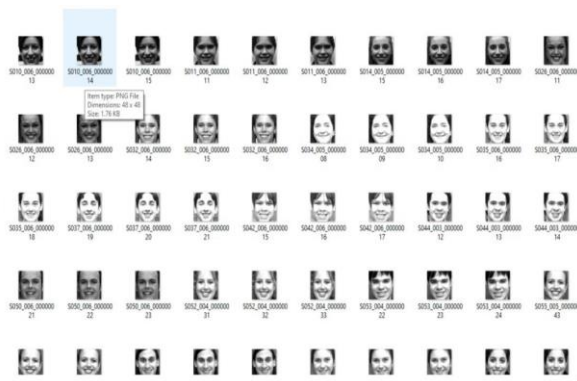 S010_006_000000 S010_006_000000 S010_006_000000 S011_006_000000 S011_006_000000 S011_006_000000 S014_005_000000 S014_005_000000 S014_005_000000 S026_006_000000
13 14 15 11 12 13 15 16 17 11
Item type: PNG File
Dimensions: 48 x 48
Size: 1.76 KB
S026_006_000000 S026_006_000000 S032_006_000000 S032_006_000000 S032_006_000000 S034_005_000000 S034_005_000000 S034_005_000000 S035_006_000000 S035_006_000000
12 13 14 15 16 08 09 10 16 17
S035_006_000000 S037_006_000000 S037_006_000000 S037_006_000000 S042_006_000000 S042_006_000000 S042_006_000000 S044_003_000000 S044_003_000000 S044_003_000000
18 19 20 21 15 16 17 12 13 14
S050_006_000000 S050_006_000000 S050_006_000000 S052_004_000000 S052_004_000000 S052_004_000000 S053_004_000000 S053_004_000000 S053_004_000000 S055_005_000000
21 22 23 31 32 33 22 23 24 43